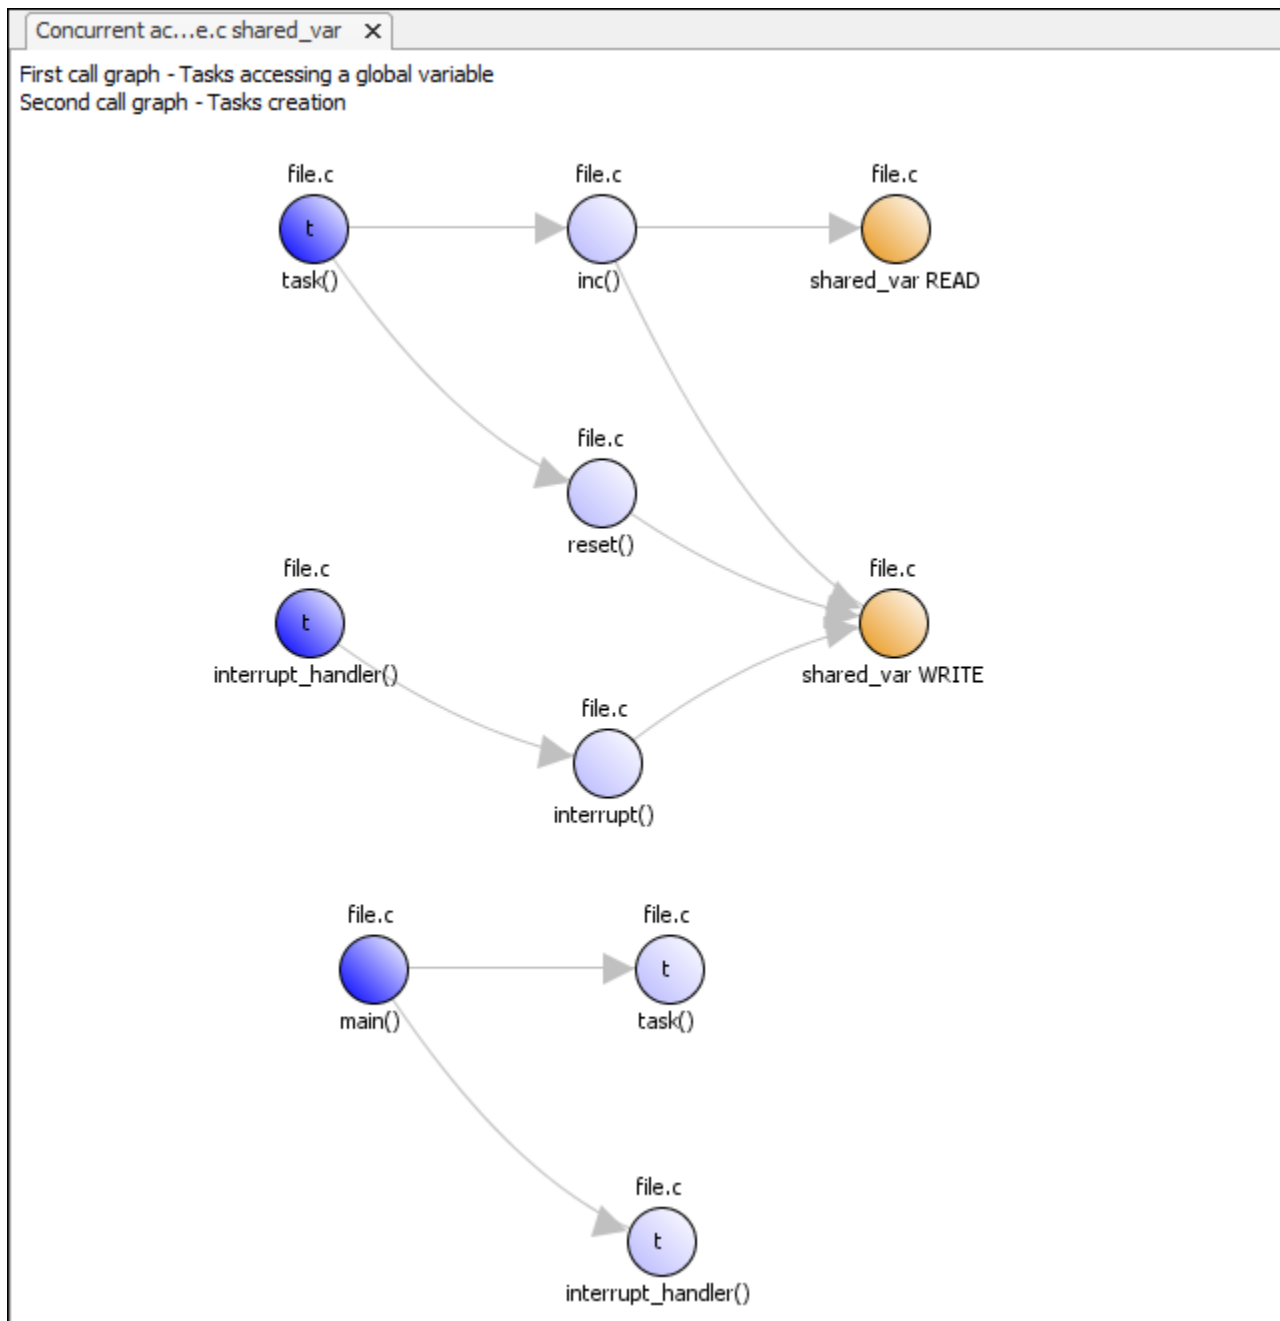 Concurrent ac...e.c shared_var
First call graph - Tasks accessing a global variable
Second call graph - Tasks creation
file.c
file.c
file.c
t
task()
inc()
shared_var READ
file.c
reset()
file.c
file.c
t
interrupt_handler()
shared_var WRITE
file.c
interrupt()
file.c
file.c
t
main()
task()
file.c
t
interrupt_handler()